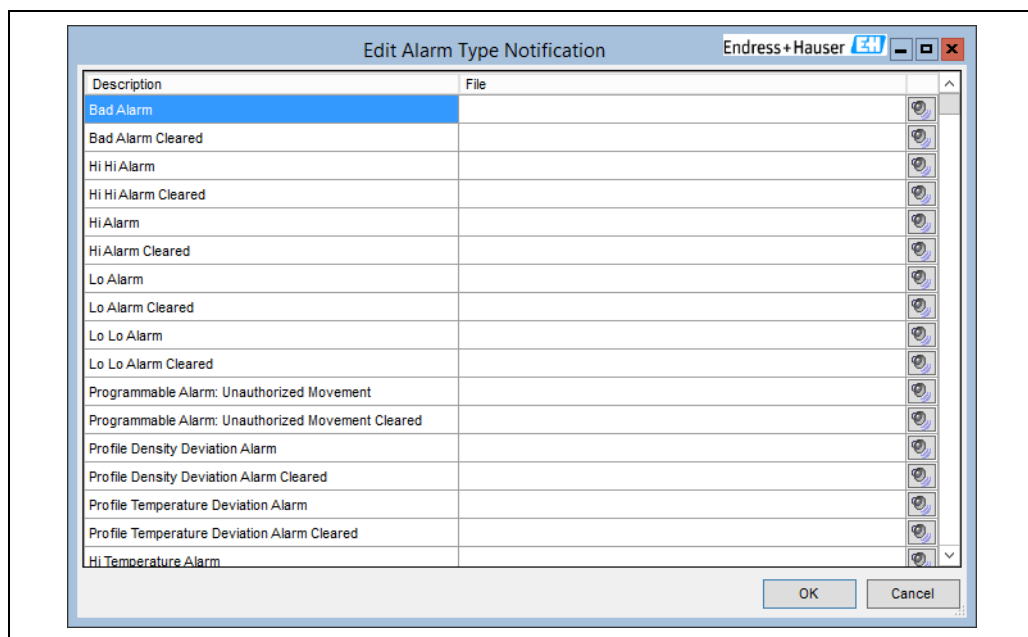 Edit Alarm Type Notification
Endress+Hauser EH
Description File
Bad Alarm
Bad Alarm Cleared
Hi Hi Alarm
Hi Hi Alarm Cleared
Hi Alarm
Hi Alarm Cleared
Lo Alarm
Lo Alarm Cleared
Lo Lo Alarm
Lo Lo Alarm Cleared
Programmable Alarm: Unauthorized Movement
Programmable Alarm: Unauthorized Movement Cleared
Profile Density Deviation Alarm
Profile Density Deviation Alarm Cleared
Profile Temperature Deviation Alarm
Profile Temperature Deviation Alarm Cleared
Hi Temperature Alarm
OK Cancel